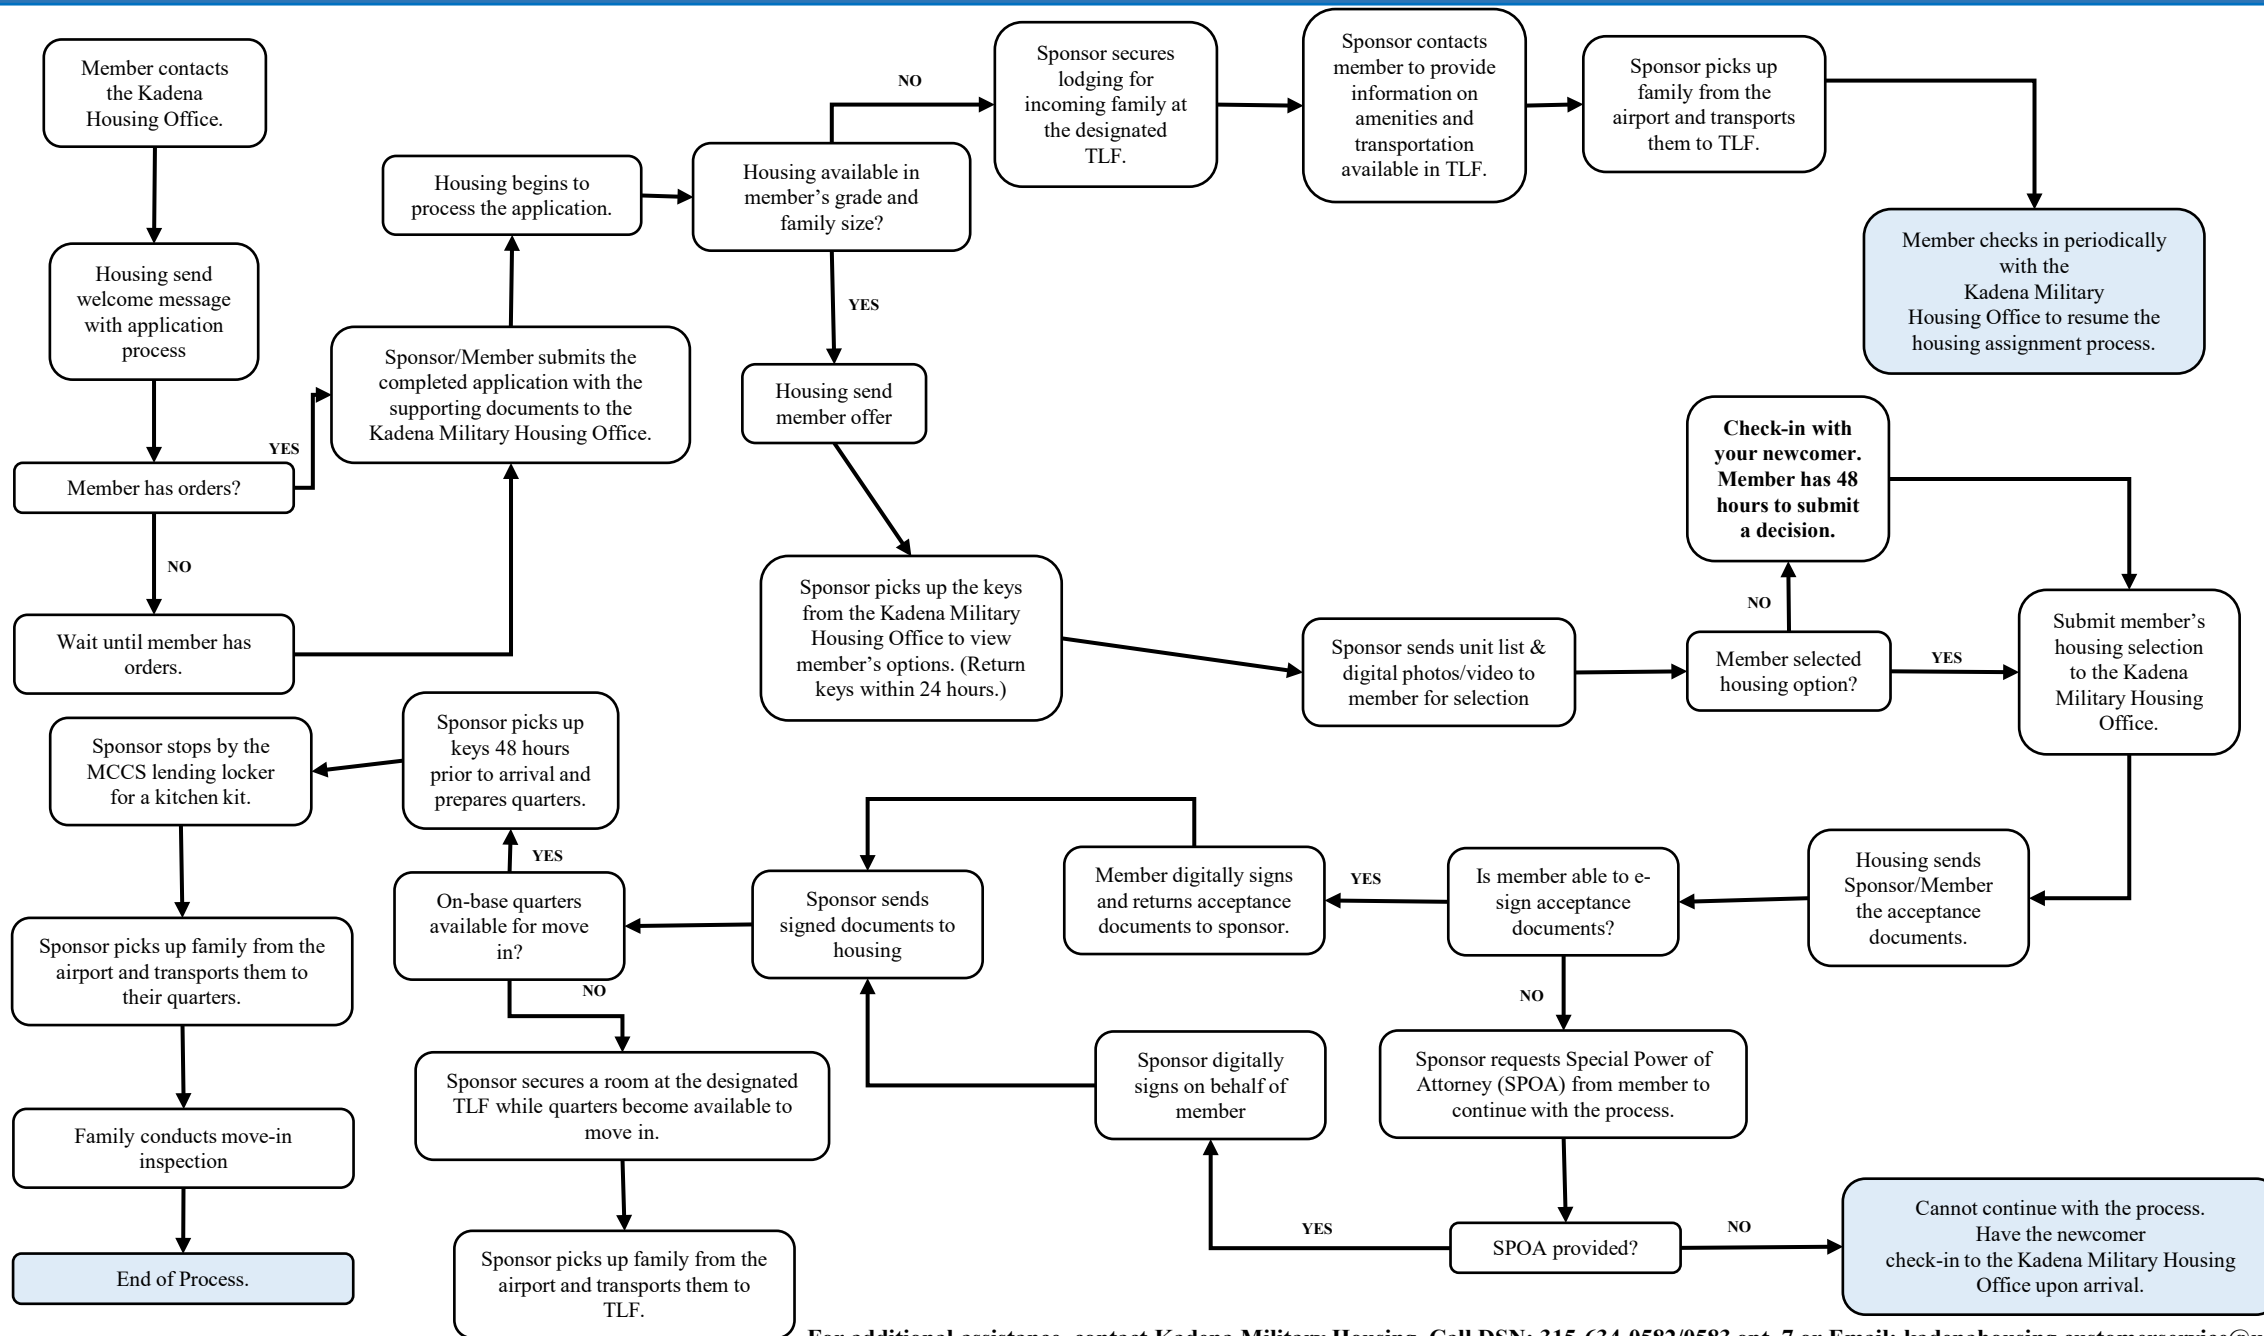 Member contacts
the Kadena
Housing Office.
Housing send
welcome message
with application
process
Member has orders?
YES
NO
Wait until member has
orders.
Sponsor/Member submits the
completed application with the
supporting documents to the
Kadena Military Housing Office.
Housing begins to
process the application.
Housing available in
member’s grade and
family size?
NO
Sponsor secures
lodging for
incoming family at
the designated
TLF.
Sponsor contacts
member to provide
information on
amenities and
transportation
available in TLF.
Sponsor picks up
family from the
airport and transports
them to TLF.
Member checks in periodically
with the
Kadena Military
Housing Office to resume the
housing assignment process.
YES
Housing send
member offer
Sponsor picks up the keys
from the Kadena Military
Housing Office to view
member’s options. (Return
keys within 24 hours.)
Sponsor sends unit list &
digital photos/video to
member for selection
Member selected
housing option?
NO
Check-in with
your newcomer.
Member has 48
hours to submit
a decision.
YES
Submit member’s
housing selection
to the Kadena
Military Housing
Office.
Housing sends
Sponsor/Member
the acceptance
documents.
Is member able to e-
sign acceptance
documents?
YES
Member digitally signs
and returns acceptance
documents to sponsor.
NO
Sponsor requests Special Power of
Attorney (SPOA) from member to
continue with the process.
SPOA provided?
NO
Cannot continue with the process.
Have the newcomer
check-in to the Kadena Military Housing
Office upon arrival.
YES
Sponsor digitally
signs on behalf of
member
Sponsor sends
signed documents to
housing
On-base quarters
available for move
in?
YES
Sponsor picks up
keys 48 hours
prior to arrival and
prepares quarters.
Sponsor stops by the
MCCS lending locker
for a kitchen kit.
Sponsor picks up family from the
airport and transports them to
their quarters.
Family conducts move-in
inspection
End of Process.
NO
Sponsor secures a room at the designated
TLF while quarters become available to
move in.
Sponsor picks up family from the
airport and transports them to
TLF.
For additional assistance, contact Kadena Military Housing. Call DSN: 315-634-0582/0583 opt. 7 or Email: